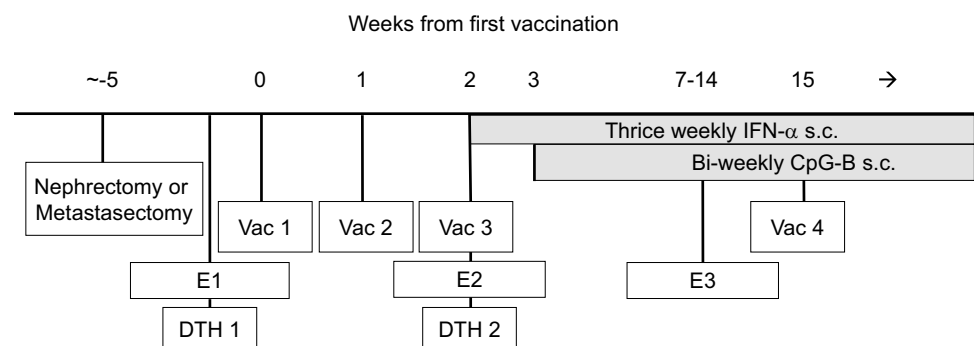 Weeks from first vaccination
~-5 0 1 2 3 7-14 15 →
Thrice weekly IFN-α s.c.
Bi-weekly CpG-B s.c.
Nephrectomy or
Metastasectomy
Vac 1 Vac 2 Vac 3 Vac 4
E1 E2 E3
DTH 1 DTH 2